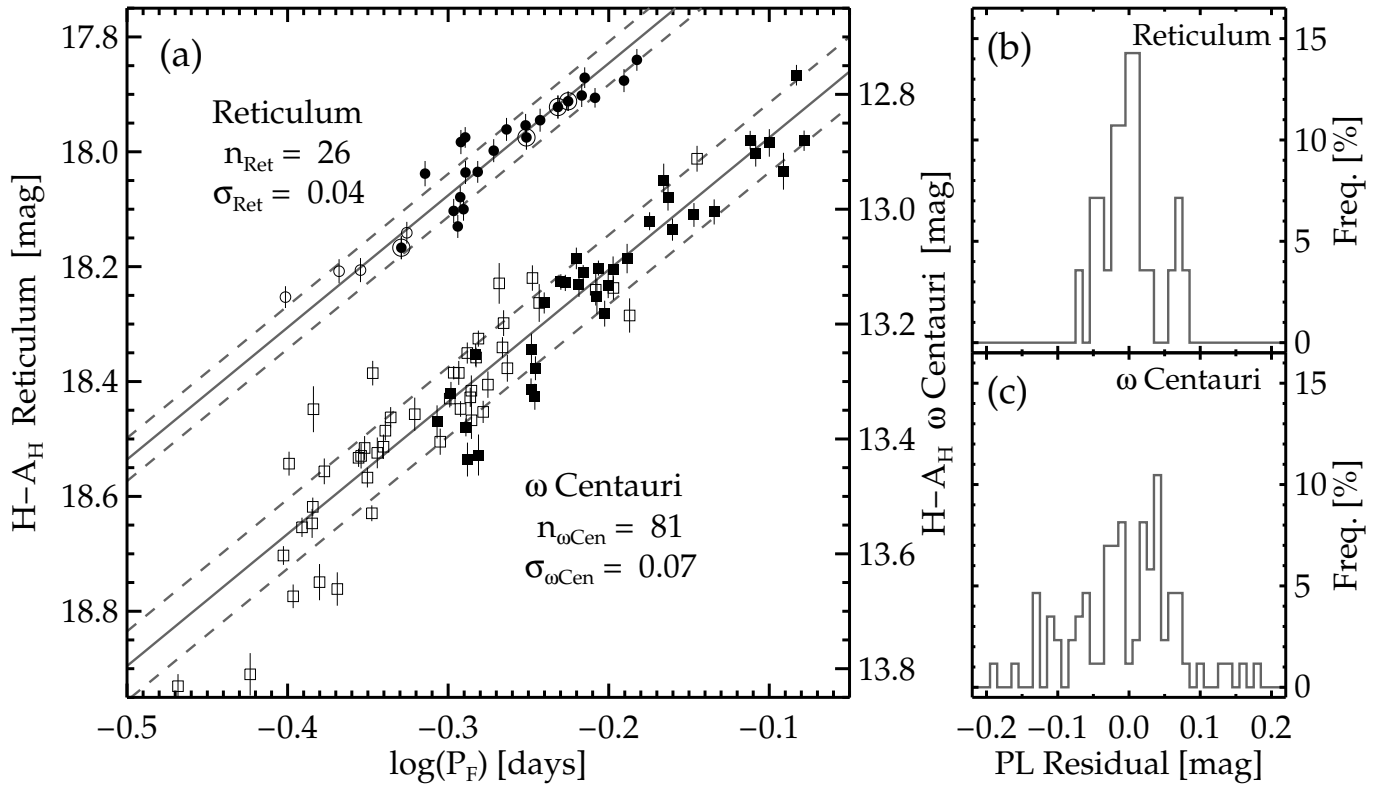 (a)
Reticulum
n_Ret = 26
σ_Ret = 0.04
ω Centauri
n_ωCen = 81
σ_ωCen = 0.07
H−A_H Reticulum [mag]
17.8
18.0
18.2
18.4
18.6
18.8
H−A_H ω Centauri [mag]
12.8
13.0
13.2
13.4
13.6
13.8
−0.5 −0.4 −0.3 −0.2 −0.1
log(P_F) [days]
(b)
Reticulum
15
10
5
0
Freq. [%]
(c)
ω Centauri
15
10
5
0
Freq. [%]
−0.2 −0.1 0.0 0.1 0.2
PL Residual [mag]